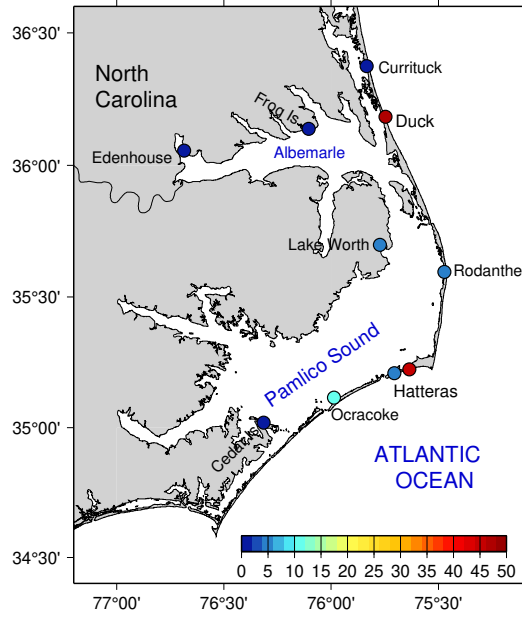 36°30'
Currituck
North
Carolina
Frog Is.
Duck
Edenhouse
Albemarle
36°00'
Lake Worth
Rodanthe
35°30'
Pamlico Sound
Hatteras
Ocracoke
35°00'
Cedar Is.
ATLANTIC
OCEAN
34°30'
0 5 10 15 20 25 30 35 40 45 50
77°00' 76°30' 76°00' 75°30'